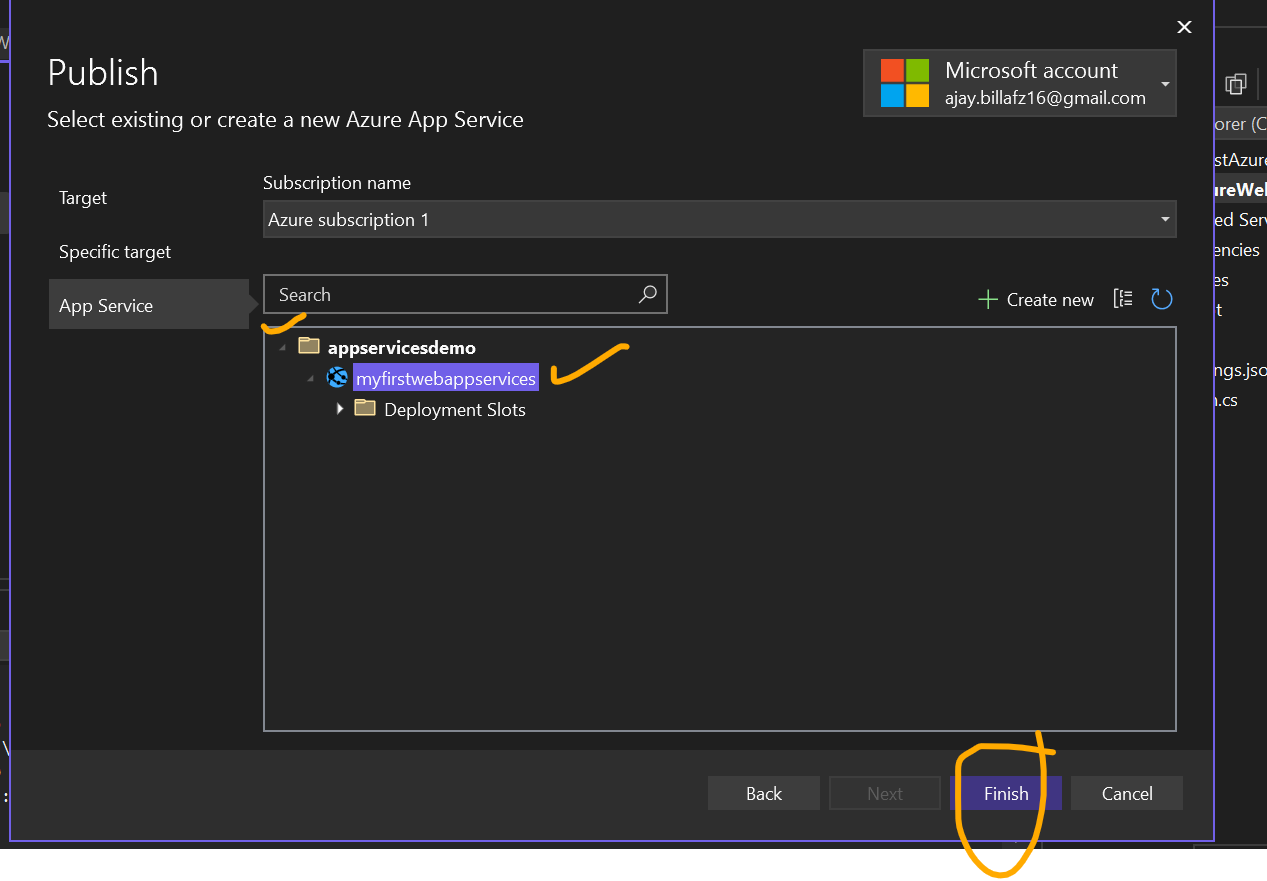 Publish
Select existing or create a new Azure App Service
Microsoft account
ajay.billafz16@gmail.com
Target
Specific target
App Service
Subscription name
Azure subscription 1
Search
Create new
appservicesdemo
myfirstwebappservices
Deployment Slots
Back
Next
Finish
Cancel
orer (C
stAzure
ureWel
ed Serv
encies
es
t
ngs.jso
.cs